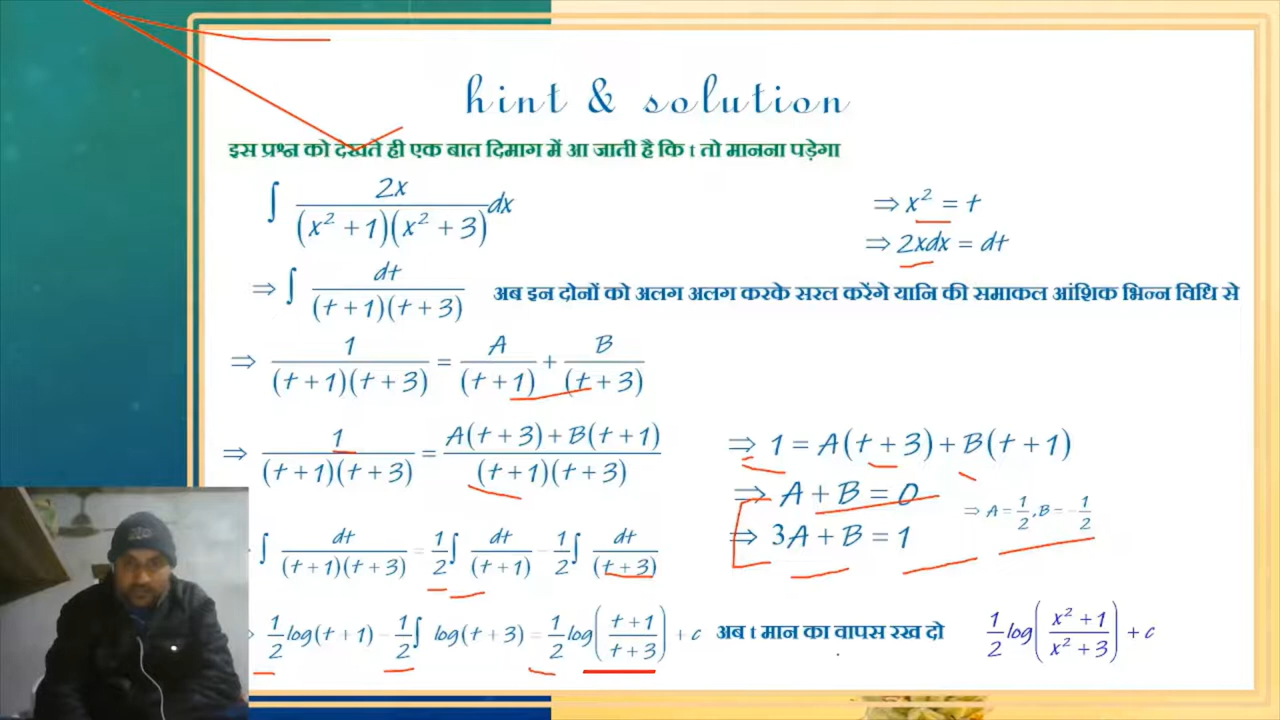 hint & solution
इस प्रश्न को देखते ही एक बात दिमाग में आ जाती है कि t तो मानना पड़ेगा
∫ 2x/((x² + 1)(x² + 3)) dx
⇒ x² = t
⇒ 2xdx = dt
⇒ ∫ dt/((t + 1)(t + 3)) अब इन दोनों को अलग अलग करके सरल करेंगे यानि की समाकल आंशिक भिन्न विधि से
⇒ 1/((t + 1)(t + 3)) = A/(t + 1) + B/(t + 3)
⇒ 1/((t + 1)(t + 3)) = (A(t + 3) + B(t + 1))/((t + 1)(t + 3))
⇒ 1 = A(t + 3) + B(t + 1)
⇒ A + B = 0
⇒ 3A + B = 1
⇒ A = 1/2, B = -1/2
∫ dt/((t + 1)(t + 3)) = 1/2 ∫ dt/(t + 1) - 1/2 ∫ dt/(t + 3)
1/2 log(t + 1) - 1/2 ∫ log(t + 3) = 1/2 log((t + 1)/(t + 3)) + c अब t मान का वापस रख दो 1/2 log((x² + 1)/(x² + 3)) + c